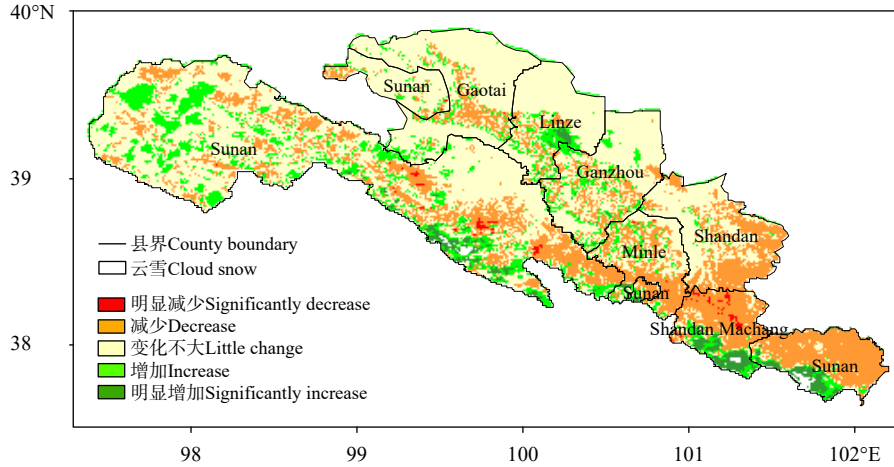 40°N
Sunan
Gaotai
Linze
Sunan
39
Ganzhou
县界County boundary
Shandan
Minle
云雪Cloud snow
明显减少Significantly decrease
Sunan
减少Decrease
Shandan Machang
变化不大Little change
38
Sunan
增加Increase
明显增加Significantly increase
98
99
100
101
102°E